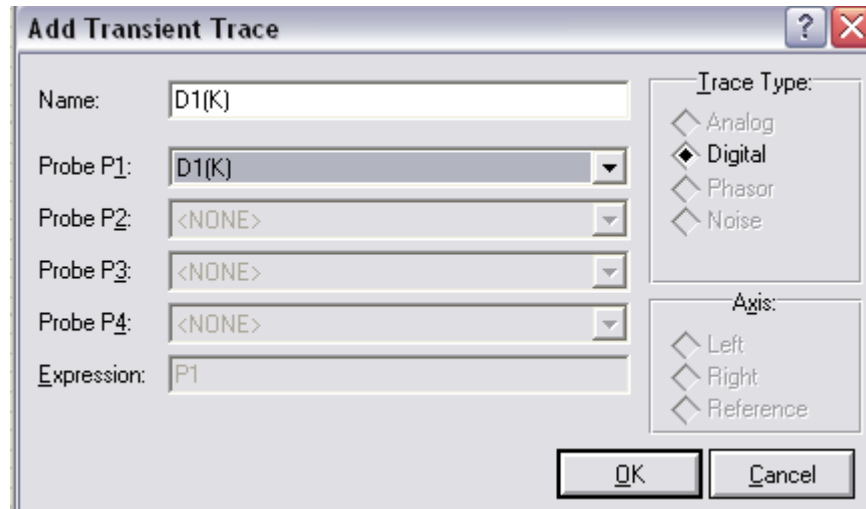 Add Transient Trace
Name: D1(K)
Probe P1: D1(K)
Probe P2: <NONE>
Probe P3: <NONE>
Probe P4: <NONE>
Expression: P1
Trace Type:
Analog
Digital
Phasor
Noise
Axis:
Left
Right
Reference
OK
Cancel